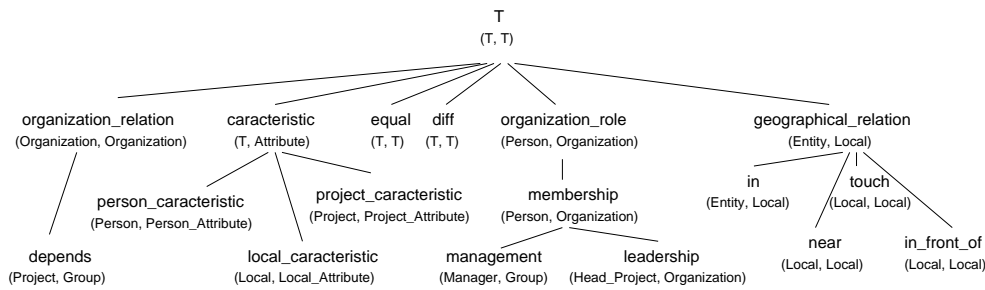 T
(T, T)
organization_relation caracteristic equal diff organization_role geographical_relation
(Organization, Organization) (T, Attribute) (T, T) (T, T) (Person, Organization) (Entity, Local)
in touch
(Entity, Local) (Local, Local)
person_caracteristic project_caracteristic membership
(Person, Person_Attribute) (Project, Project_Attribute) (Person, Organization)
near in_front_of
(Local, Local) (Local, Local)
depends local_caracteristic management leadership
(Project, Group) (Local, Local_Attribute) (Manager, Group) (Head_Project, Organization)